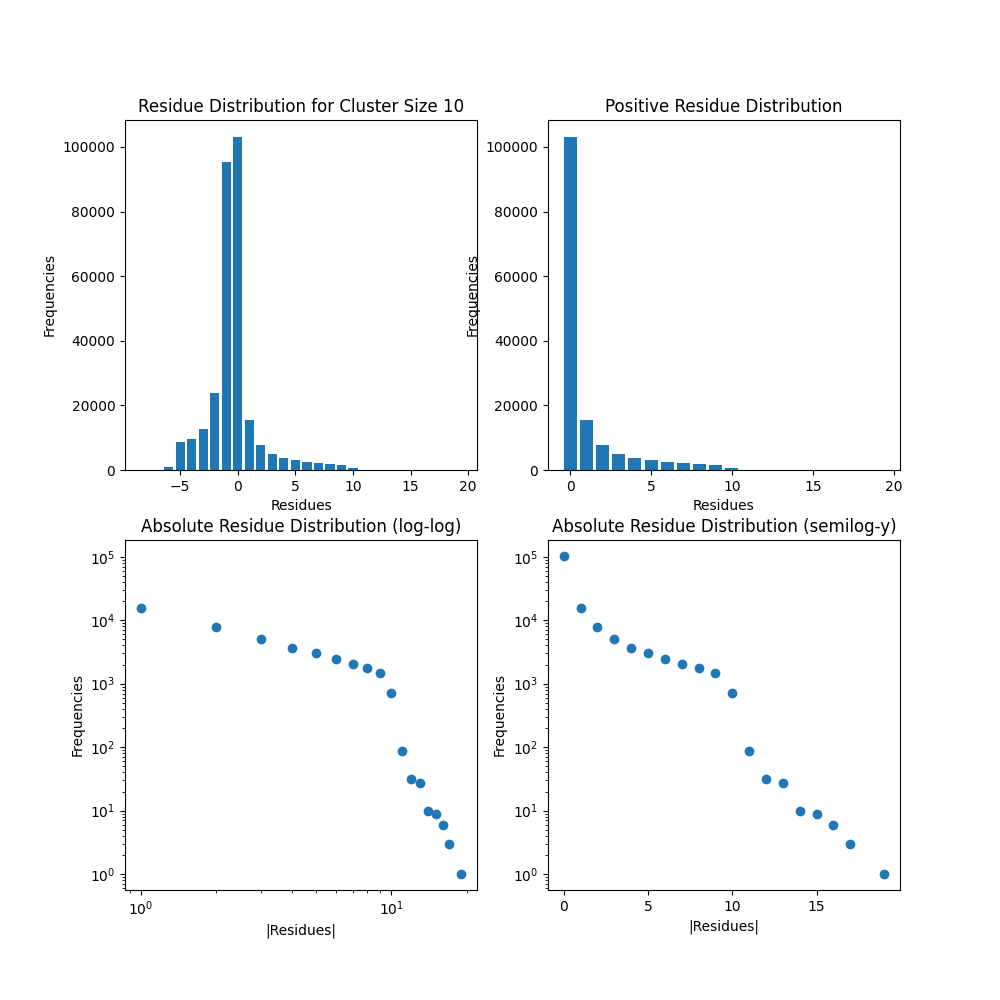 Residue Distribution for Cluster Size 10
Frequencies
100000
80000
60000
40000
20000
0
−5 0 5 10 15 20
Residues
Positive Residue Distribution
Frequencies
100000
80000
60000
40000
20000
0
0 5 10 15 20
Residues
Absolute Residue Distribution (log-log)
Frequencies
10⁵
10⁴
10³
10²
10¹
10⁰
10⁰ 10¹
|Residues|
Absolute Residue Distribution (semilog-y)
Frequencies
10⁵
10⁴
10³
10²
10¹
10⁰
0 5 10 15
|Residues|